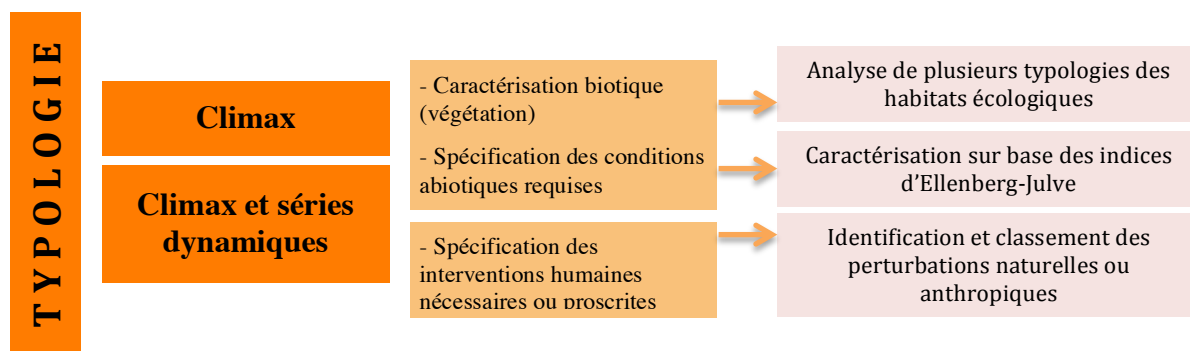 TYPOLOGIE
Climax
Climax et séries
dynamiques
- Caractérisation biotique
(végétation)
- Spécification des conditions
abiotiques requises
- Spécification des
interventions humaines
nécessaires ou proscrites
Analyse de plusieurs typologies des
habitats écologiques
Caractérisation sur base des indices
d’Ellenberg-Julve
Identification et classement des
perturbations naturelles ou
anthropiques